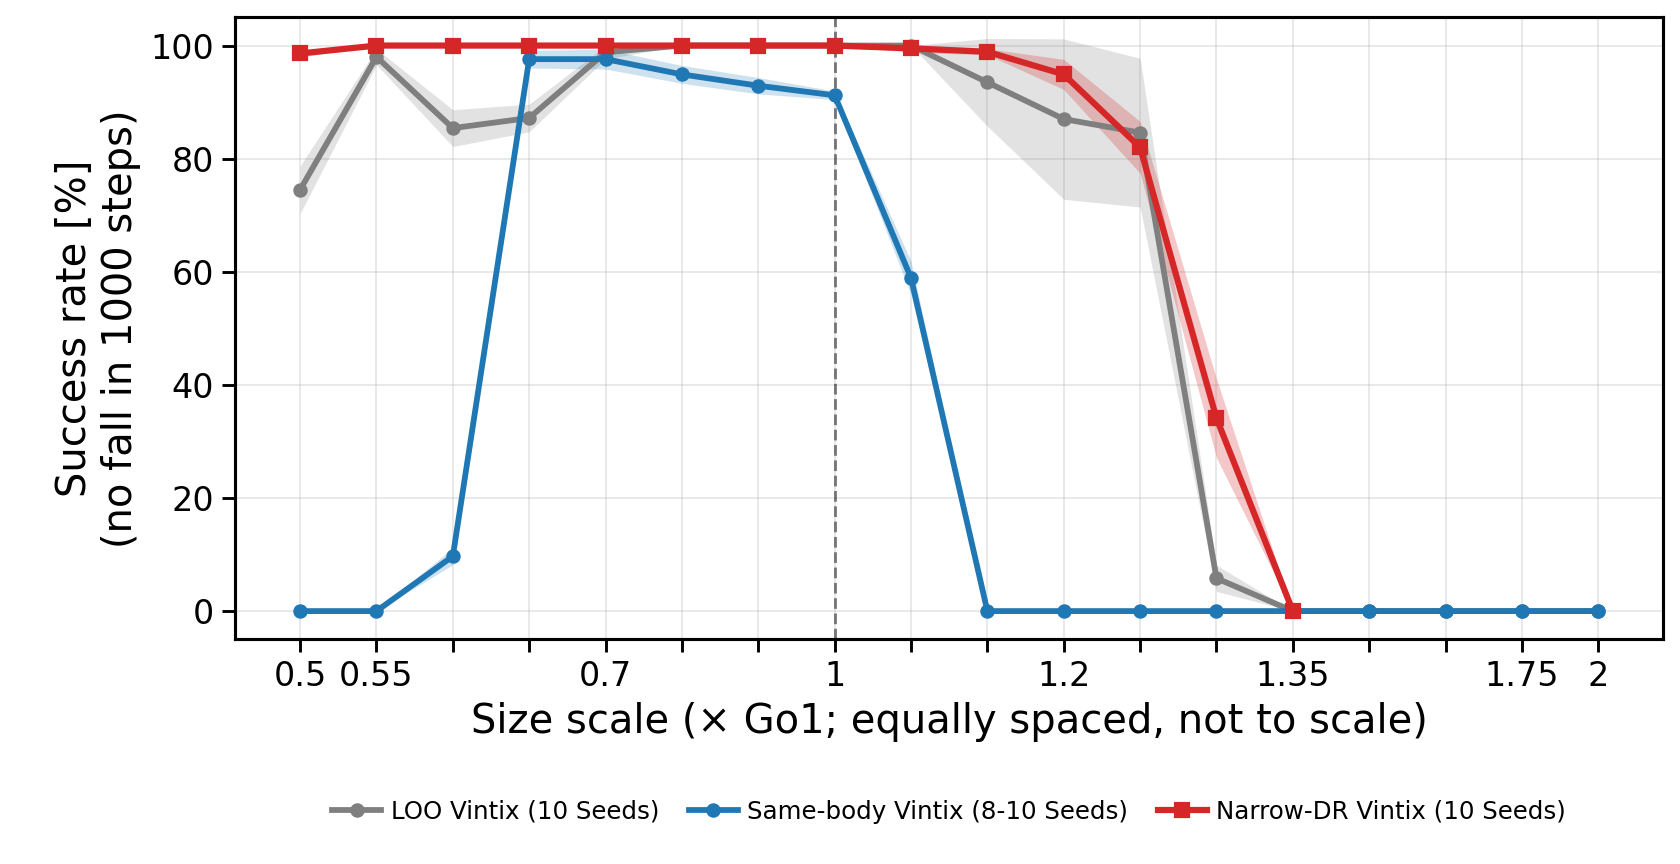 Success rate [%]
(no fall in 1000 steps)
100
80
60
40
20
0
0.5 0.55 0.7 1 1.2 1.35 1.75 2
Size scale (× Go1; equally spaced, not to scale)
LOO Vintix (10 Seeds) Same-body Vintix (8-10 Seeds) Narrow-DR Vintix (10 Seeds)